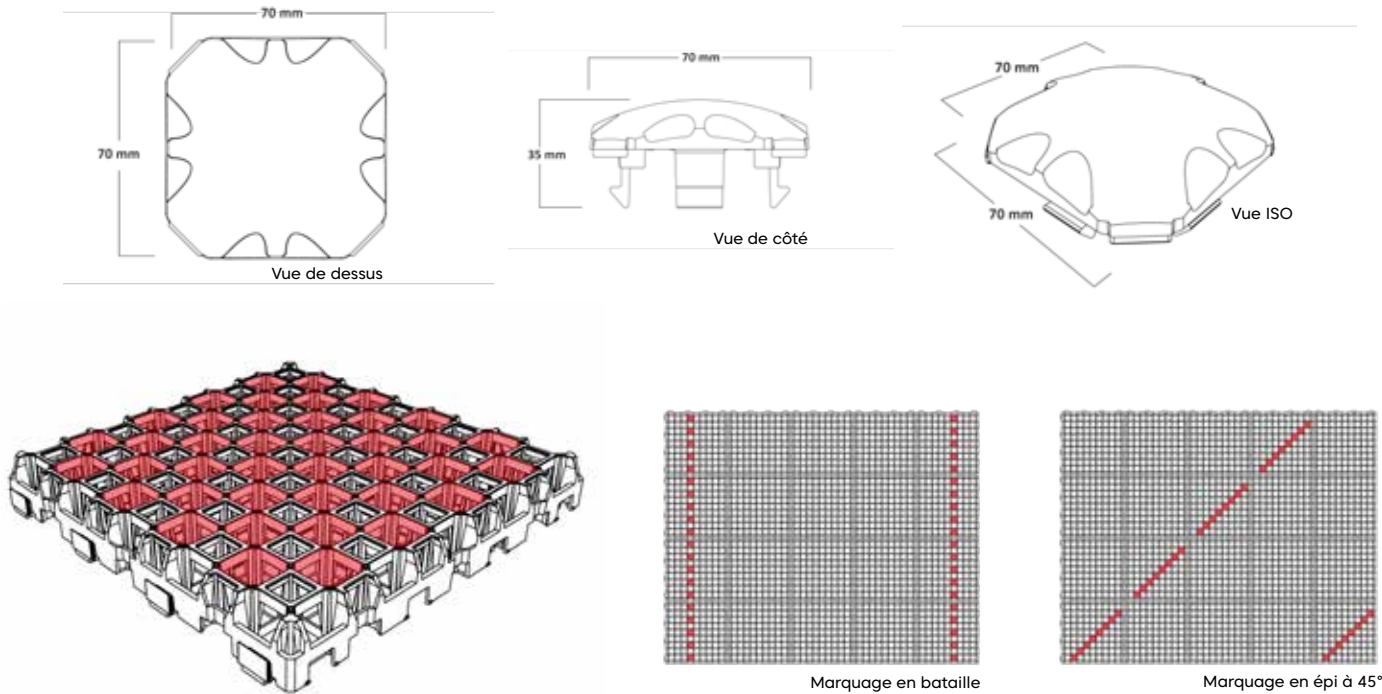 70 mm
70 mm
Vue de dessus
70 mm
35 mm
Vue de côté
70 mm
70 mm
Vue ISO
Marquage en bataille
Marquage en épi à 45°